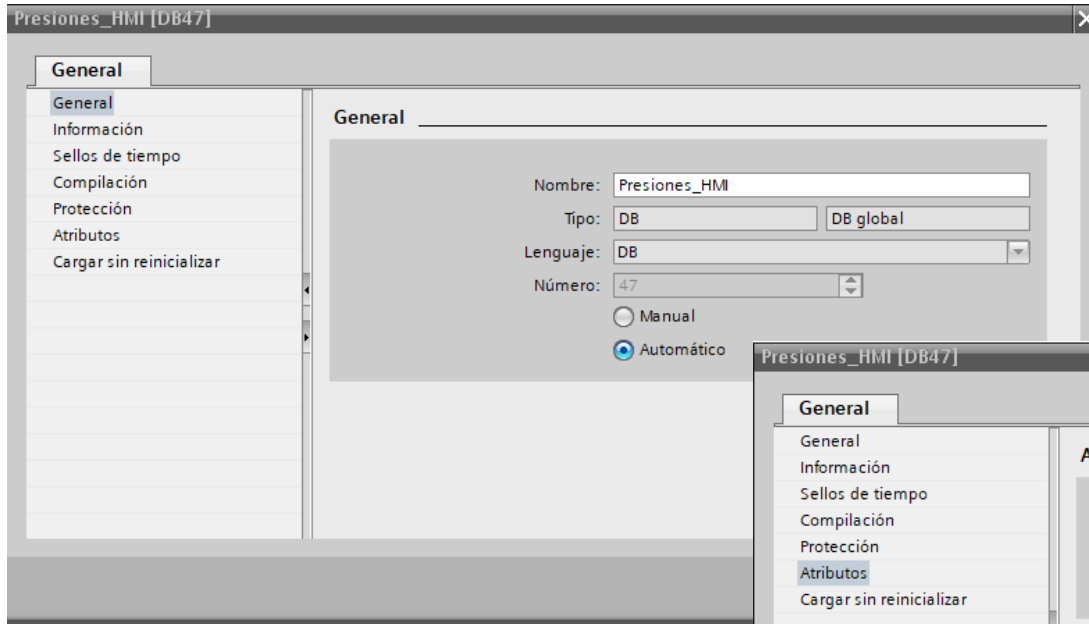 Presiones_HMI [DB47]
General
General
Información
Sellos de tiempo
Compilación
Protección
Atributos
Cargar sin reinicializar
General
Nombre: Presiones_HMI
Tipo: DB DB global
Lenguaje: DB
Número: 47
Manual
Automático
Presiones_HMI [DB47]
General
General
Información
Sellos de tiempo
Compilación
Protección
Atributos
Cargar sin reinicializar